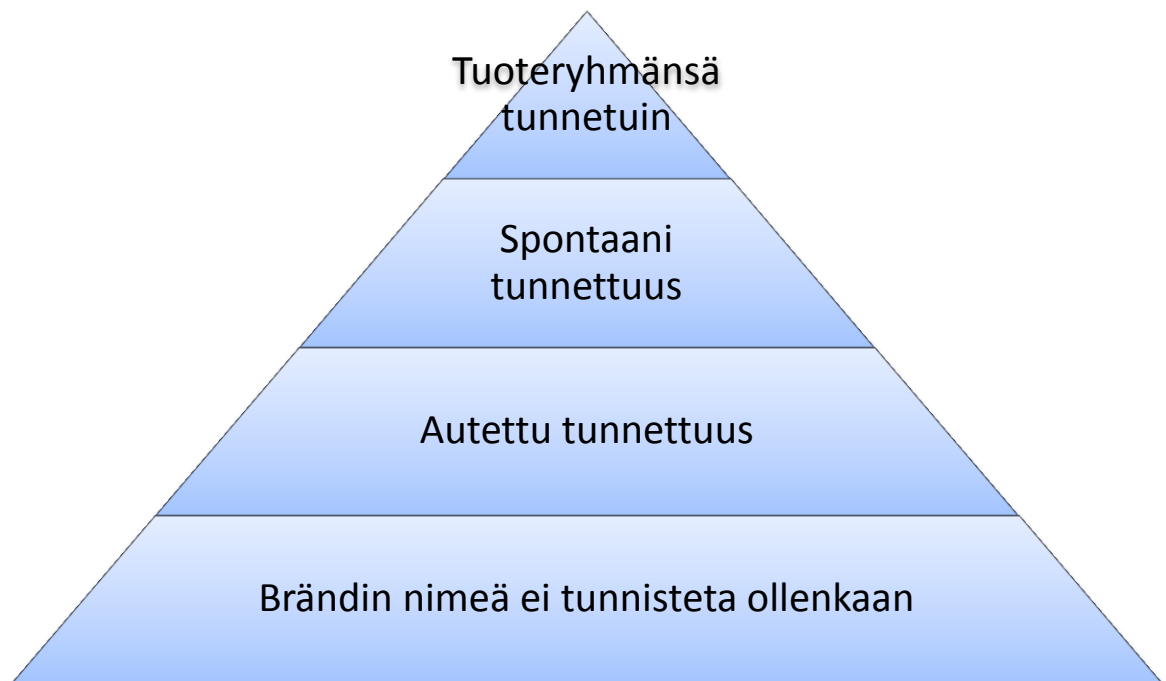 Tuoteryhmänsä
tunnetuin
Spontaani
tunnettuus
Autettu tunnettuus
Brändin nimeä ei tunnisteta ollenkaan